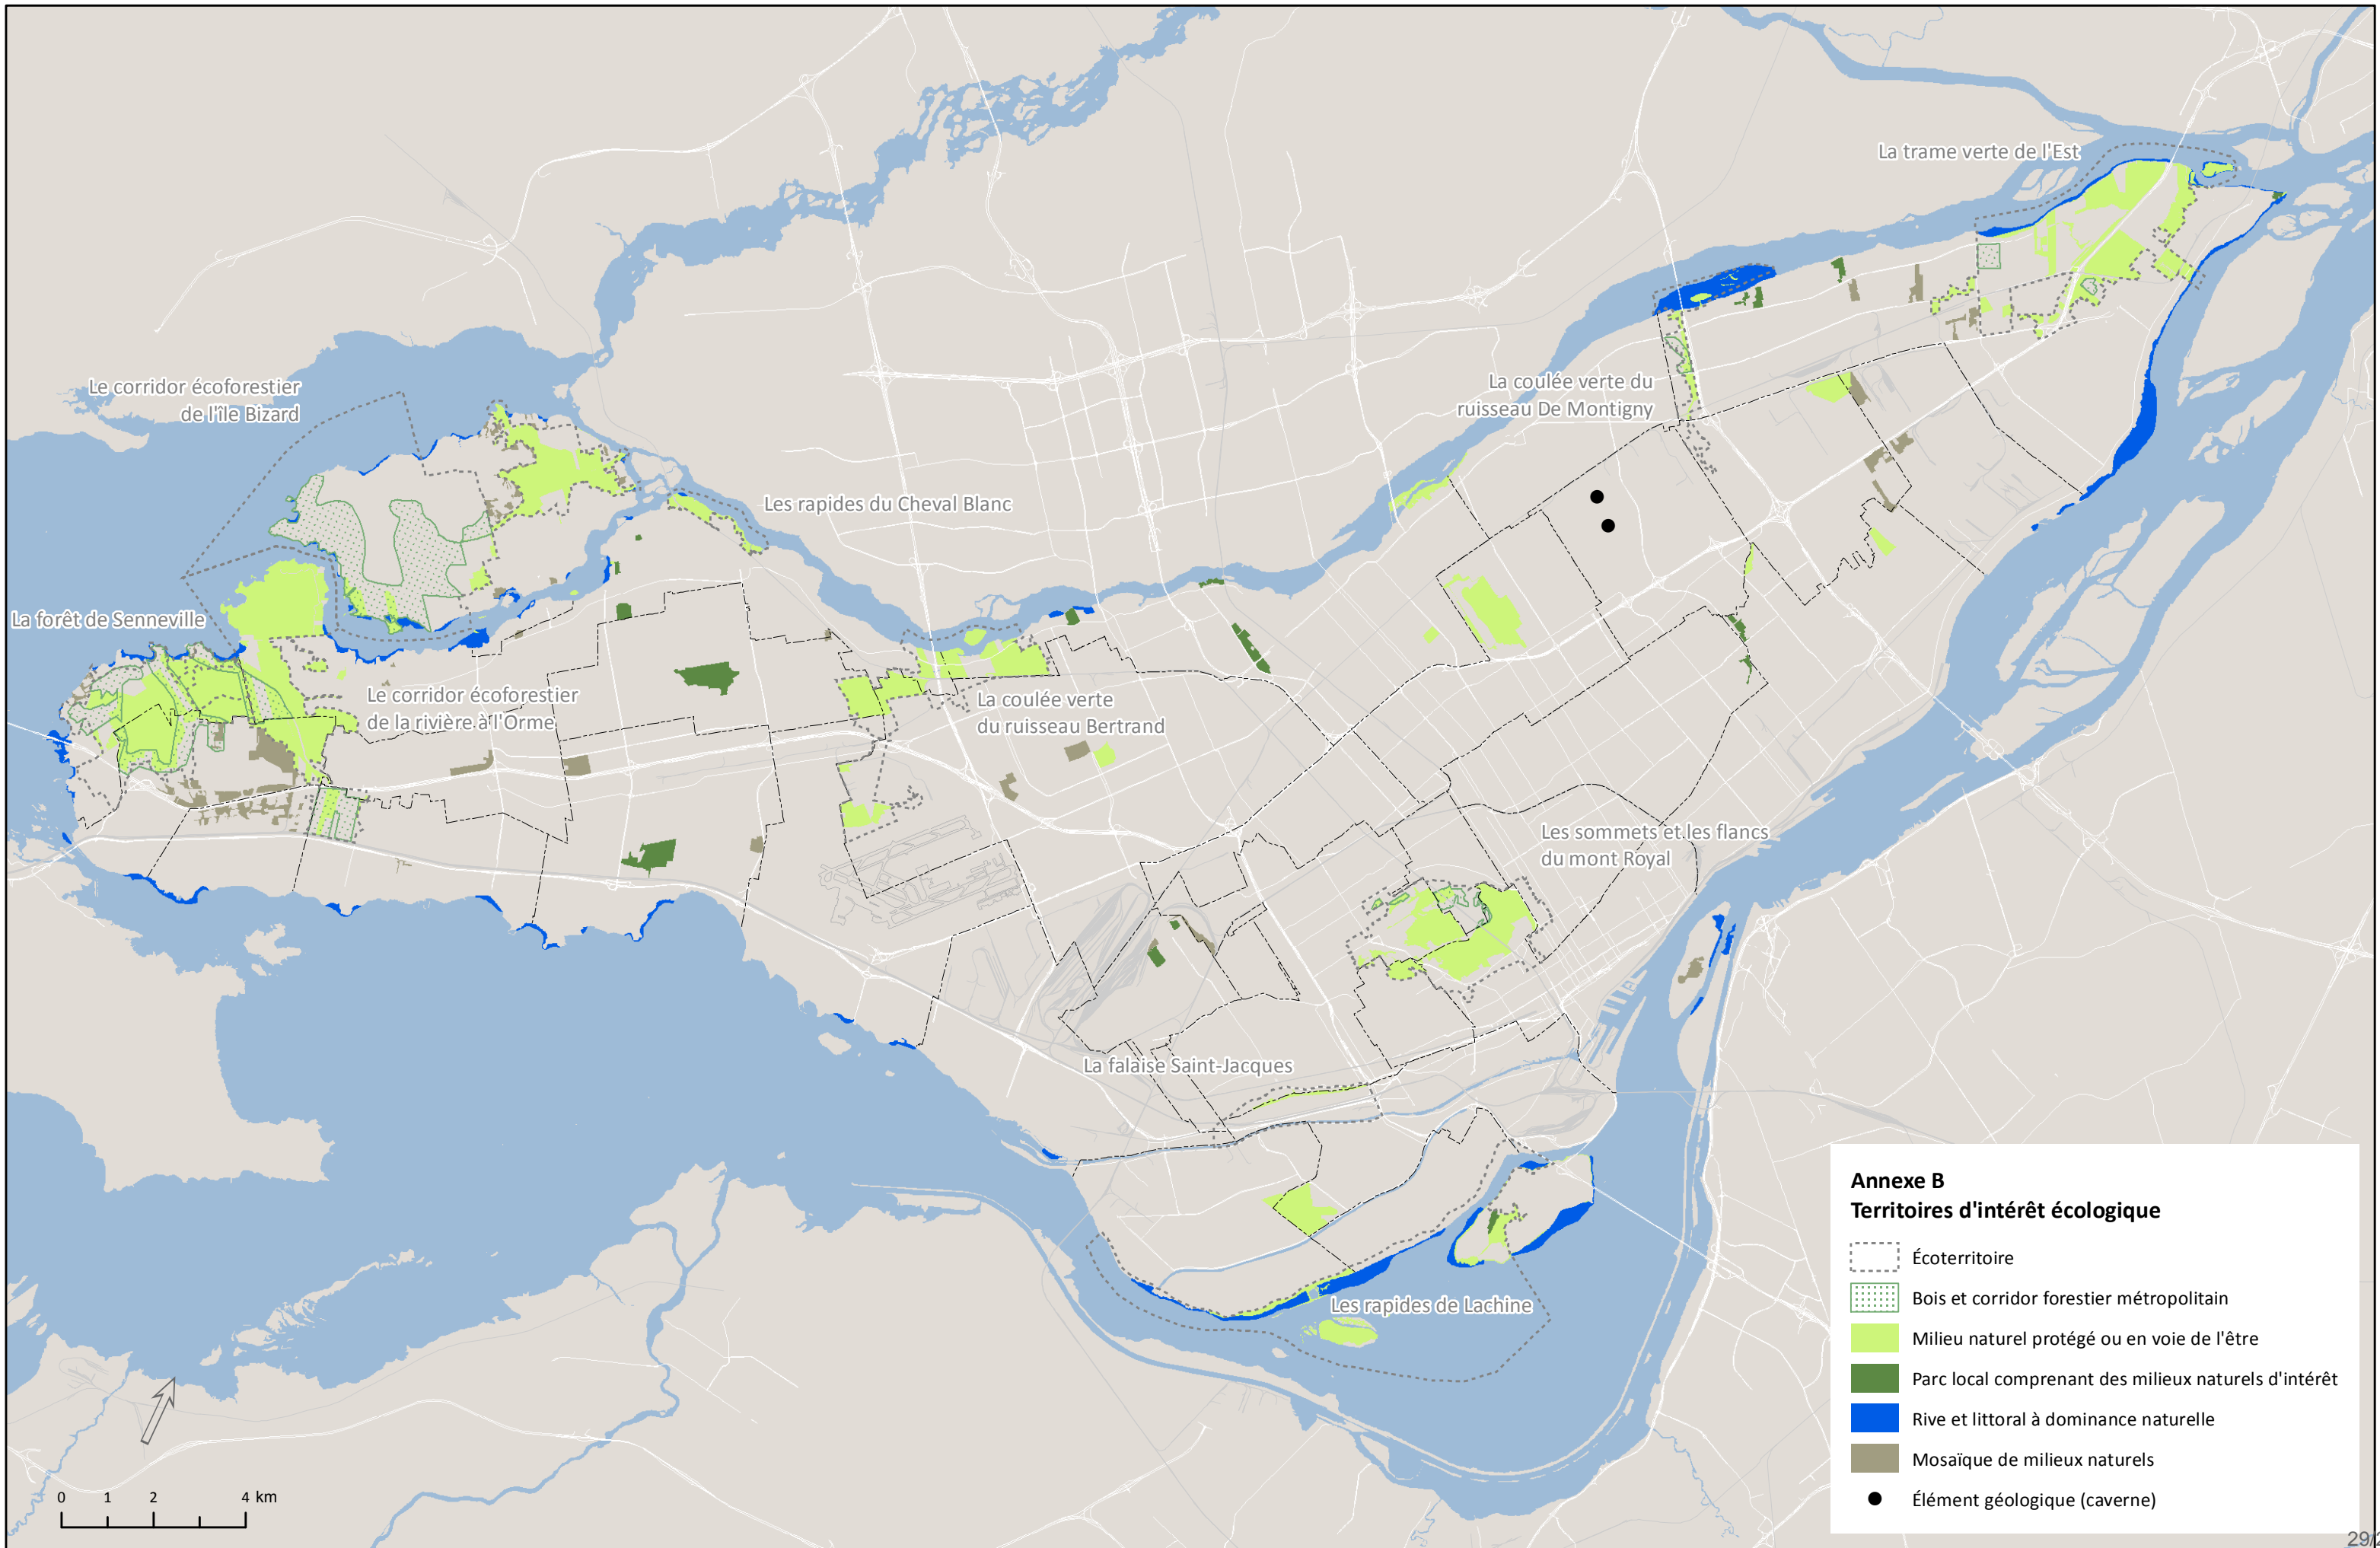 La trame verte de l'Est
Le corridor écoforestier
de l'île Bizard
La coulée verte du
ruisseau De Montigny
Les rapides du Cheval Blanc
La forêt de Senneville
Le corridor écoforestier
de la rivière à l'Orme
La coulée verte
du ruisseau Bertrand
Les sommets et les flancs
du mont Royal
La falaise Saint-Jacques
Les rapides de Lachine
Annexe B
Territoires d'intérêt écologique
Écoterritoire
Bois et corridor forestier métropolitain
Milieu naturel protégé ou en voie de l'être
Parc local comprenant des milieux naturels d'intérêt
Rive et littoral à dominance naturelle
Mosaïque de milieux naturels
Élément géologique (caverne)
0 1 2 4 km